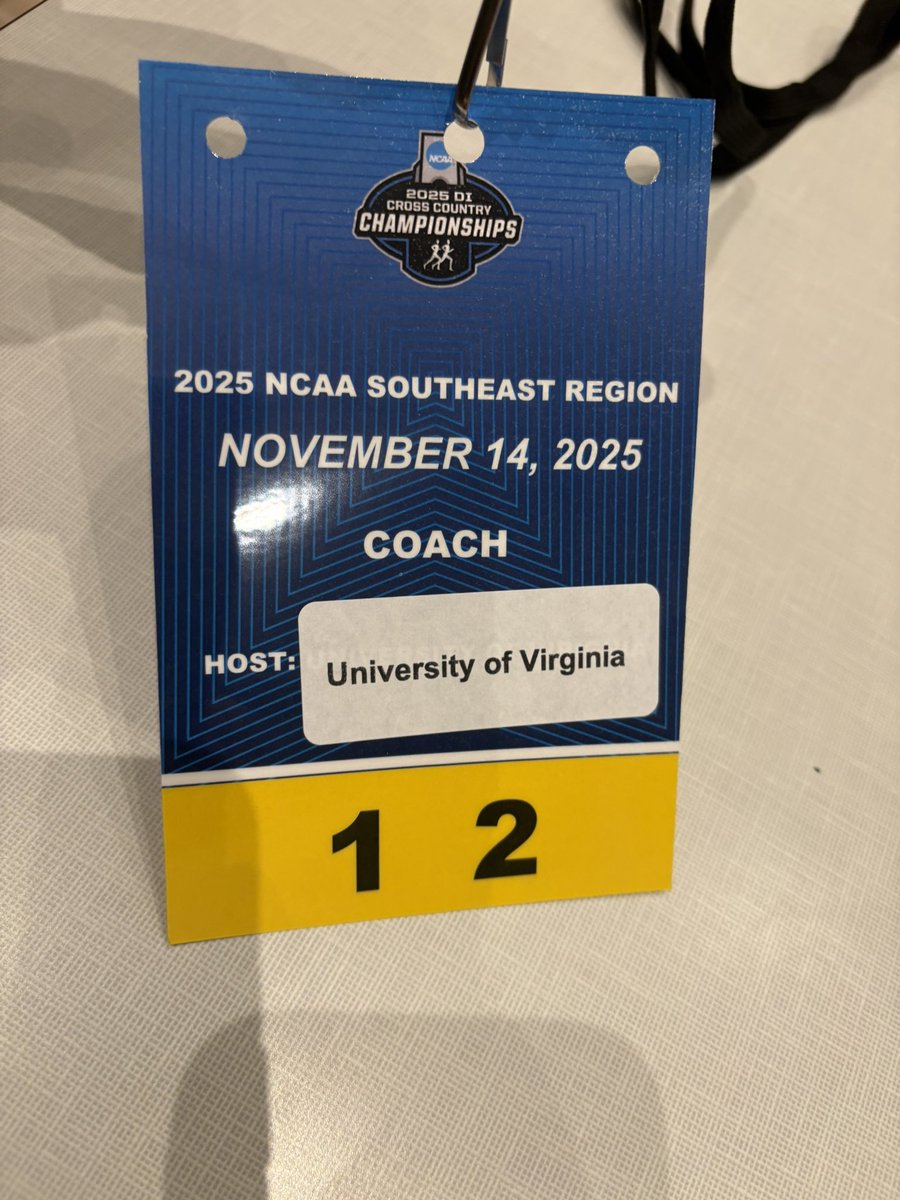 NCAA
2025 DI
CROSS COUNTRY
CHAMPIONSHIPS
2025 NCAA SOUTHEAST REGION
NOVEMBER 14, 2025
COACH
HOST: University of Virginia
1 2